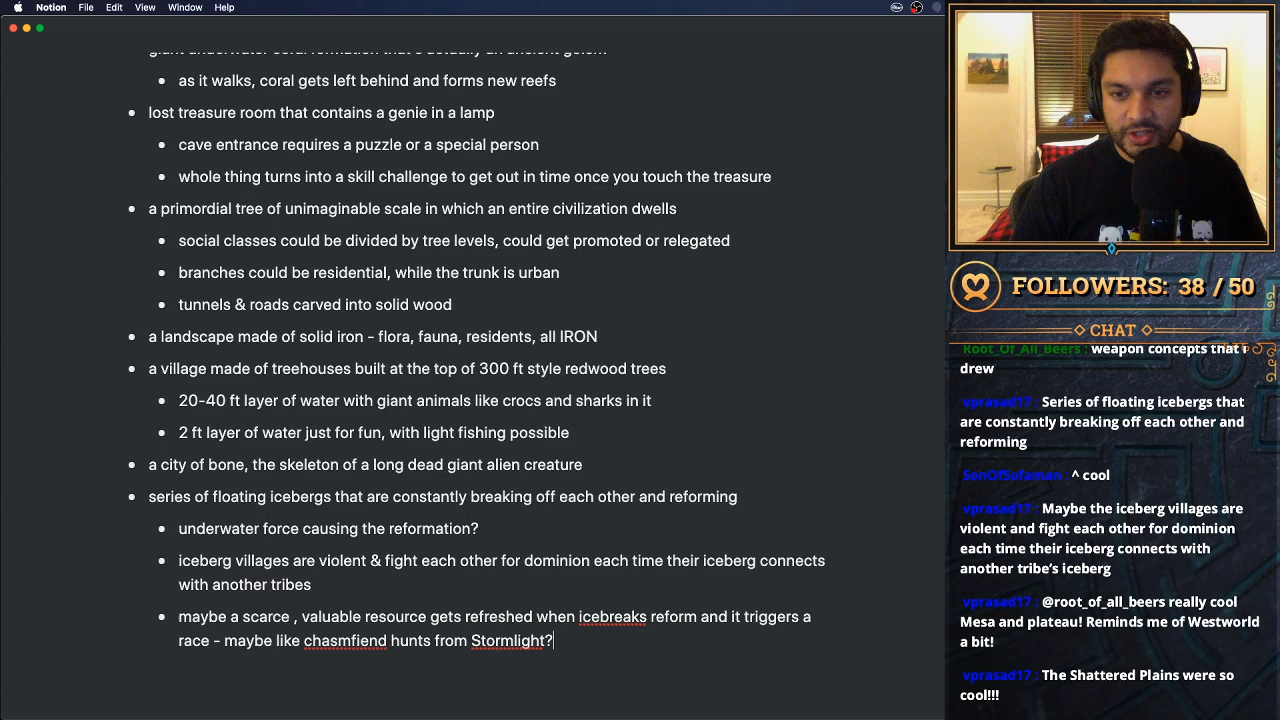 Notion File Edit View Window Help
as it walks, coral gets left behind and forms new reefs
lost treasure room that contains a genie in a lamp
cave entrance requires a puzzle or a special person
whole thing turns into a skill challenge to get out in time once you touch the treasure
a primordial tree of unimaginable scale in which an entire civilization dwells
social classes could be divided by tree levels, could get promoted or relegated
branches could be residential, while the trunk is urban
tunnels & roads carved into solid wood
a landscape made of solid iron - flora, fauna, residents, all IRON
a village made of treehouses built at the top of 300 ft style redwood trees
20-40 ft layer of water with giant animals like crocs and sharks in it
2 ft layer of water just for fun, with light fishing possible
a city of bone, the skeleton of a long dead giant alien creature
series of floating icebergs that are constantly breaking off each other and reforming
underwater force causing the reformation?
iceberg villages are violent & fight each other for dominion each time their iceberg connects
with another tribes
maybe a scarce , valuable resource gets refreshed when icebreaks reform and it triggers a
race - maybe like chasmfiend hunts from Stormlight?
FOLLOWERS: 38 / 50
CHAT
Root_Of_All_Beers : weapon concepts that I
drew
vprasad17 : Series of floating icebergs that
are constantly breaking off each other and
reforming
SonOfSofaman : ^ cool
vprasad17 : Maybe the iceberg villages are
violent and fight each other for dominion
each time their iceberg connects with
another tribe's iceberg
vprasad17 : @root_of_all_beers really cool
Mesa and plateau! Reminds me of Westworld
a bit!
vprasad17 : The Shattered Plains were so
cool!!!